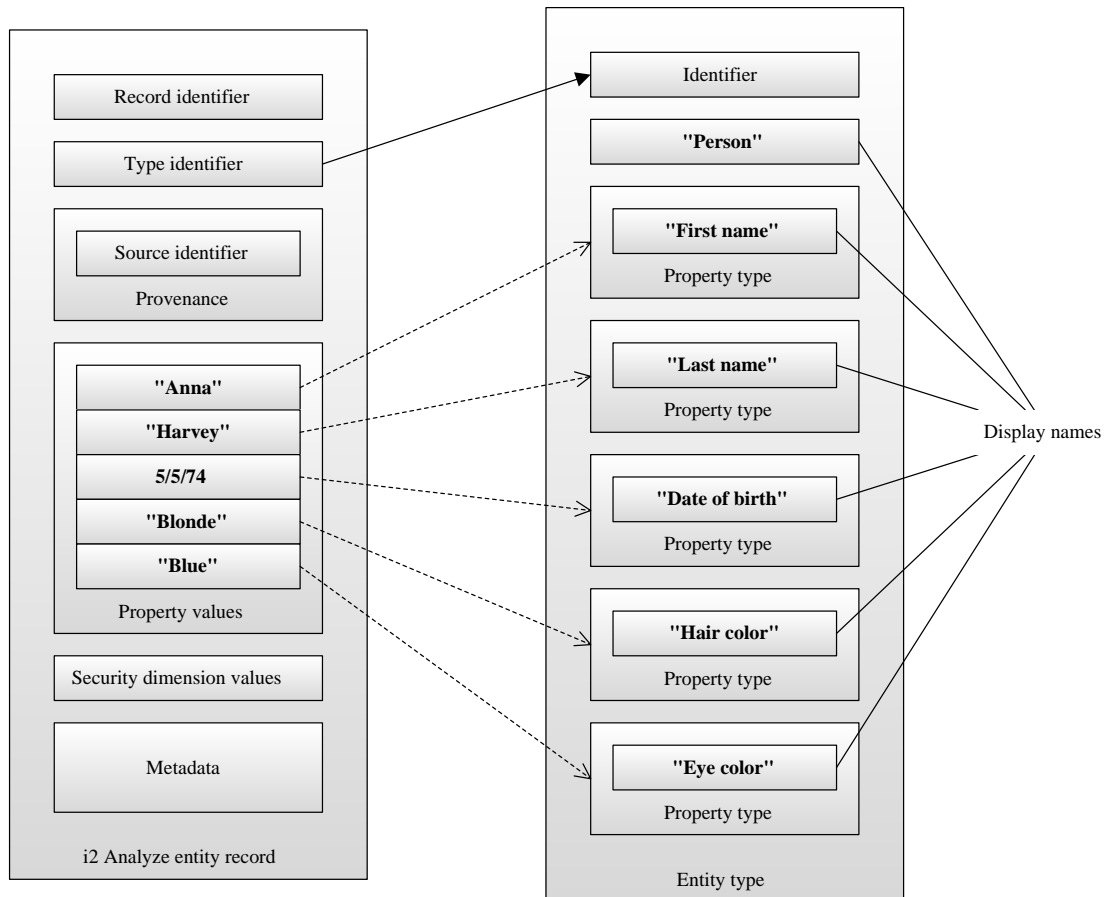 Record identifier
Type identifier
Source identifier
Provenance
"Anna"
"Harvey"
5/5/74
"Blonde"
"Blue"
Property values
Security dimension values
Metadata
i2 Analyze entity record
Identifier
"Person"
"First name"
Property type
"Last name"
Property type
"Date of birth"
Property type
"Hair color"
Property type
"Eye color"
Property type
Entity type
Display names